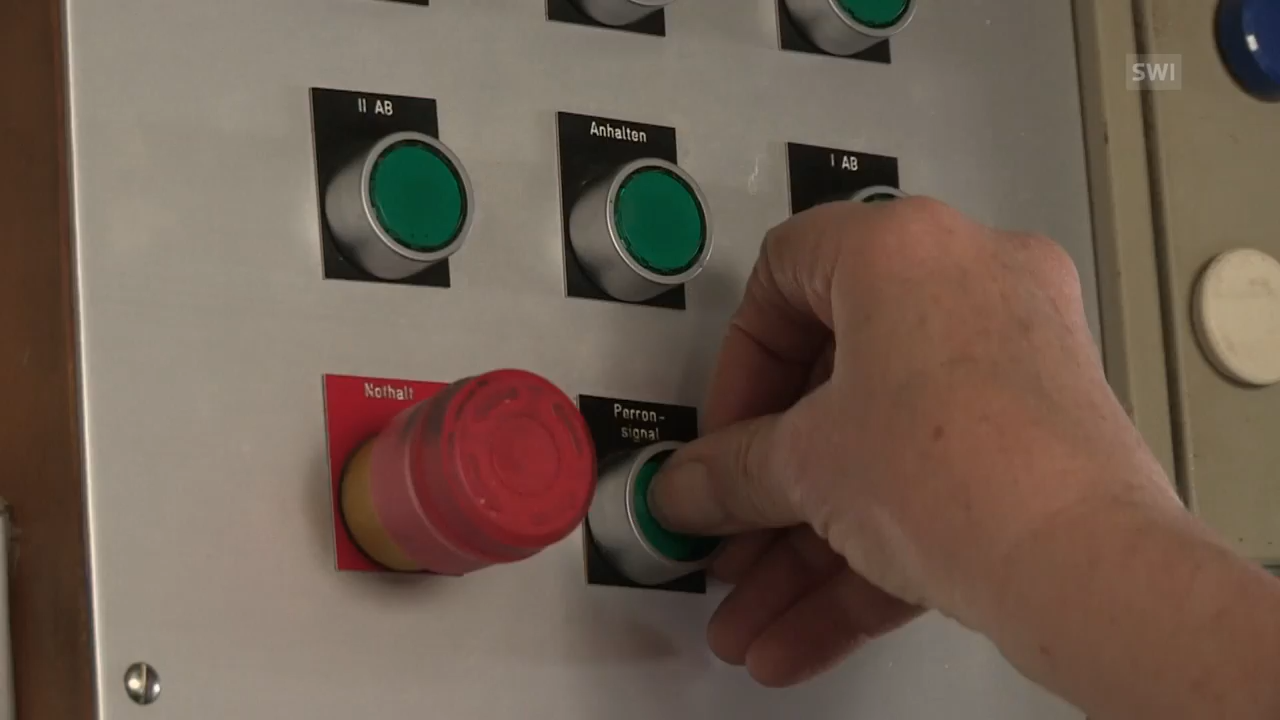 SWI
II AB
Anhalten
I AB
Nothalt
Perron-
signal